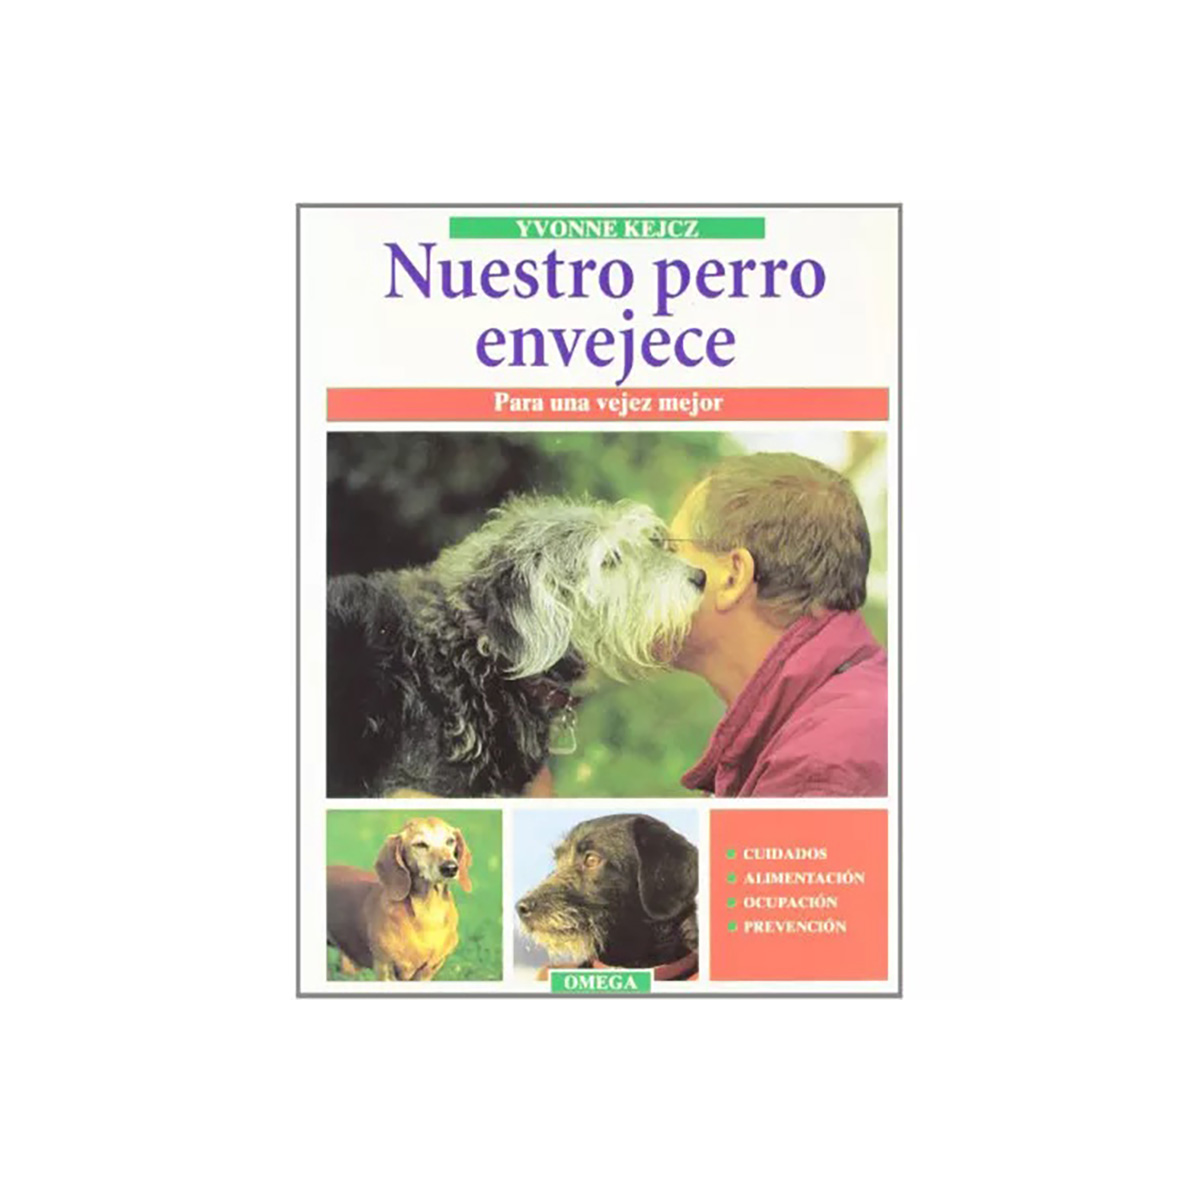 YVONNE KEJCZ
Nuestro perro
envejece
Para una vejez mejor
CUIDADOS
ALIMENTACIÓN
OCUPACIÓN
PREVENCIÓN
OMEGA